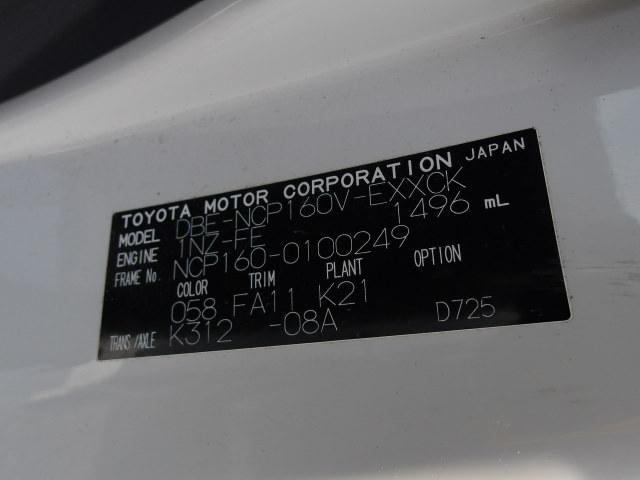 TOYOTA MOTOR CORPORATION JAPAN
MODEL DBE-NCP160V-EXXCK
ENGINE 1NZ-FE 1496 mL
FRAME No. NCP160-0100249
COLOR TRIM PLANT OPTION
058 FA11 K21
TRANS/AXLE K312 -08A D725